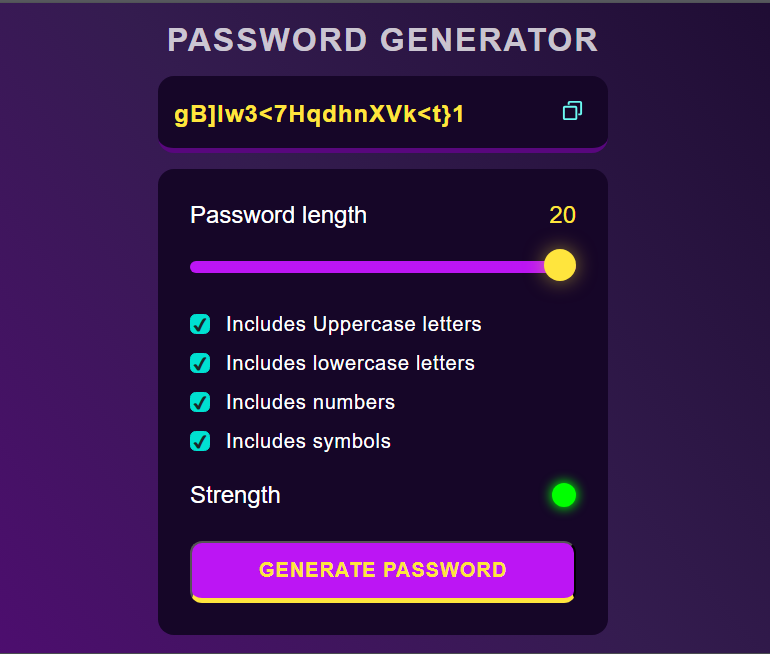 PASSWORD GENERATOR
gB]lw3<7HqdhnXVk<t}1
Password length
20
Includes Uppercase letters
Includes lowercase letters
Includes numbers
Includes symbols
Strength
GENERATE PASSWORD